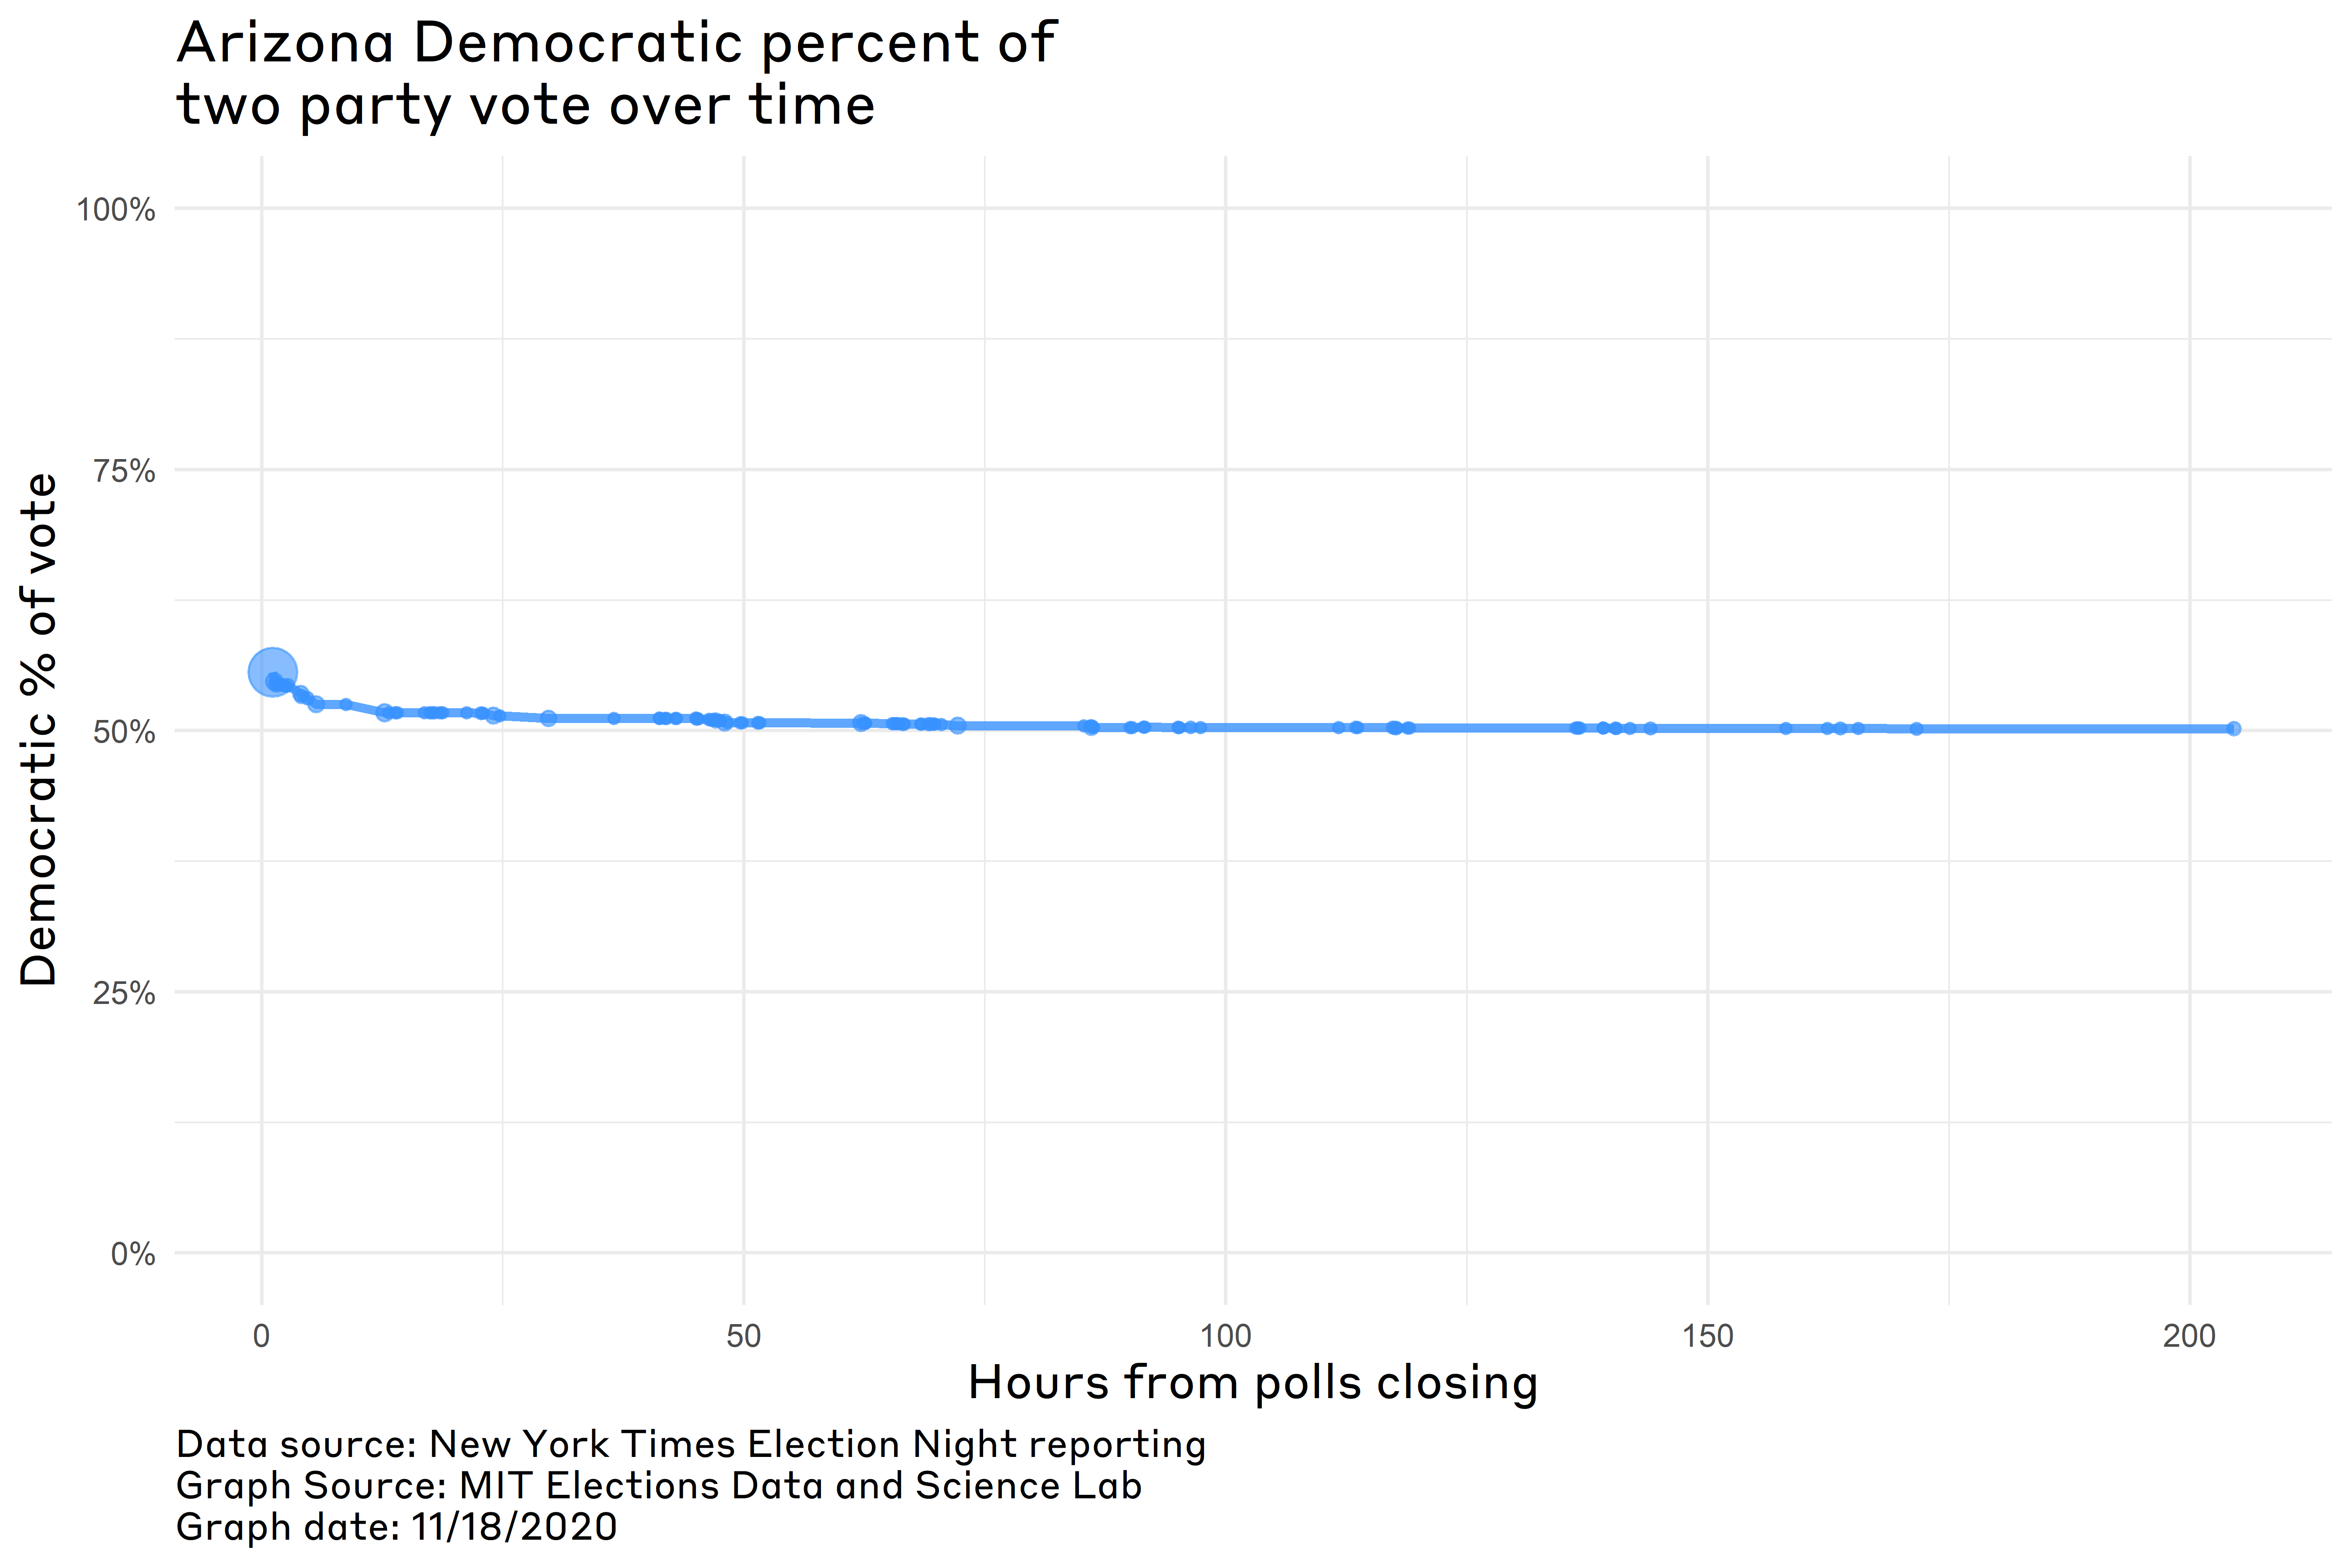 Arizona Democratic percent of
two party vote over time
Democratic % of vote
100%
75%
50%
25%
0%
0 50 100 150 200
Hours from polls closing
Data source: New York Times Election Night reporting
Graph Source: MIT Elections Data and Science Lab
Graph date: 11/18/2020